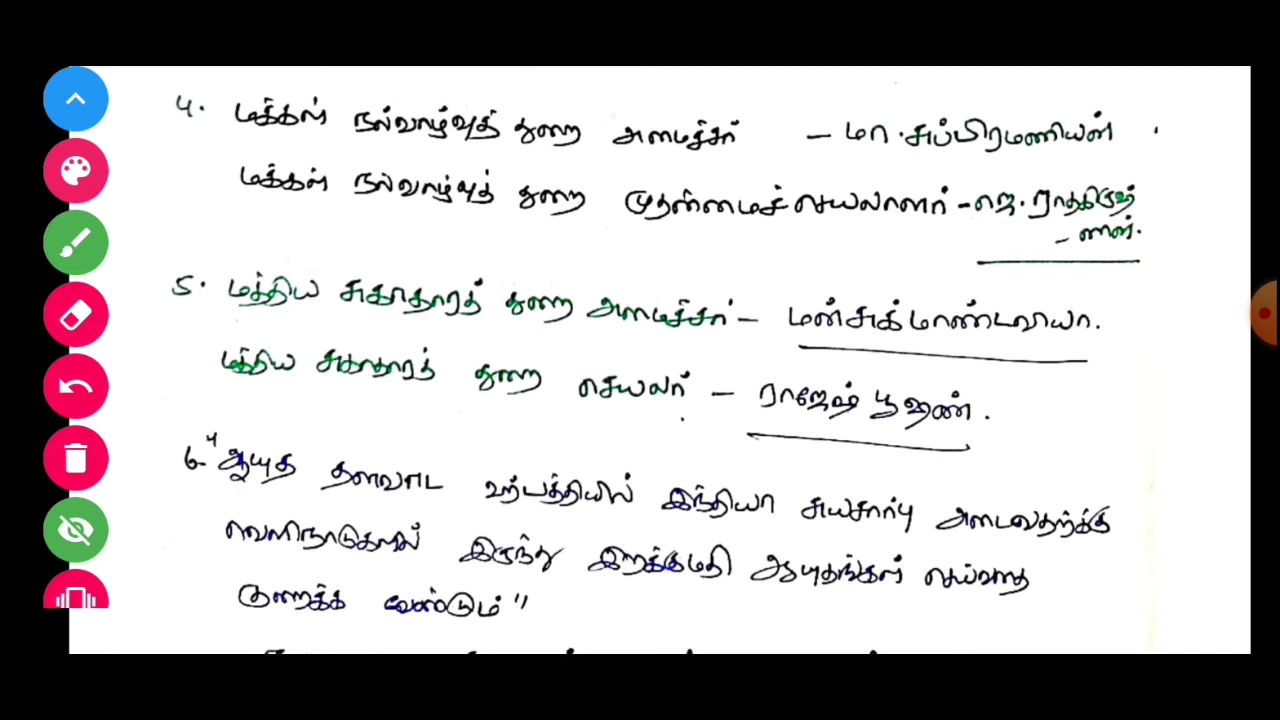 4. மக்கள் நல்வாழ்வுத் துறை அமைச்சர் – மா.சுப்பிரமணியன்
மக்கள் நல்வாழ்வுத் துறை முதன்மைச் செயலாளர் – ஜெ. ராதகிருஷ்
– ணன்.
5. மத்திய சுகாதாரத் துறை அமைச்சர் – மன்சுக் மாண்டவியா.
மத்திய சுகாதாரத் துறை செயலர் – ராஜேஷ் பூஷண்.
6. "ஆயுத தளவாட உற்பத்தியில் இந்தியா சுயசார்பு அடைவதற்க்கு
வெளிநாடுகளில் இருந்து இறக்குமதி ஆயுதங்கள் செய்வதை
குறைக்க வேண்டும்"